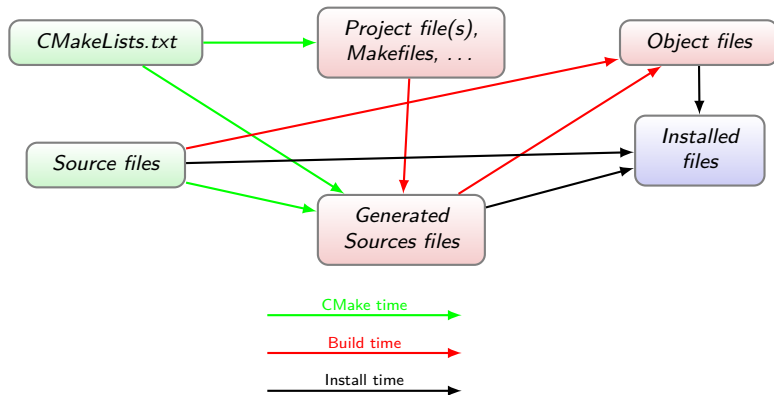 CMakeLists.txt
Project file(s),
Makefiles, . . .
Object files
Source files
Installed
files
Generated
Sources files
CMake time
Build time
Install time